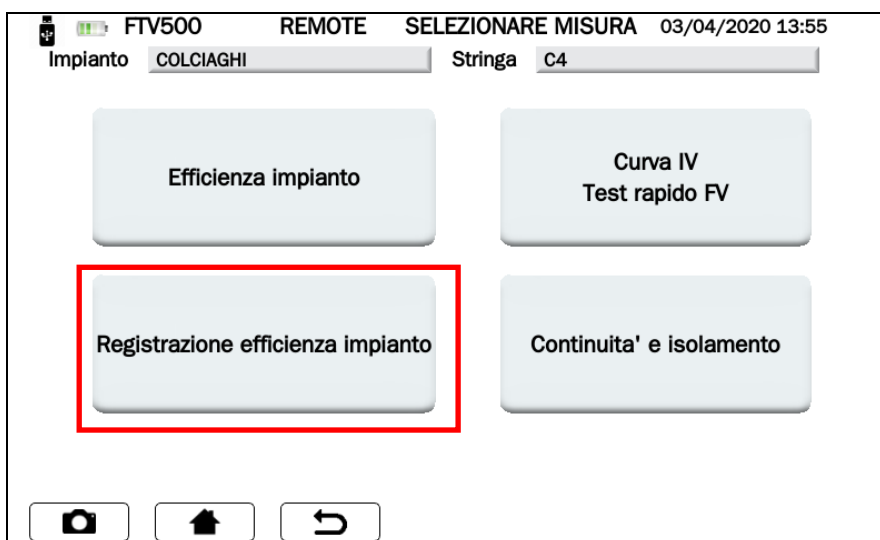 FTV500 REMOTE SELEZIONARE MISURA 03/04/2020 13:55
Impianto COLCIAGHI Stringa C4
Efficienza impianto
Curva IV
Test rapido FV
Registrazione efficienza impianto
Continuita' e isolamento